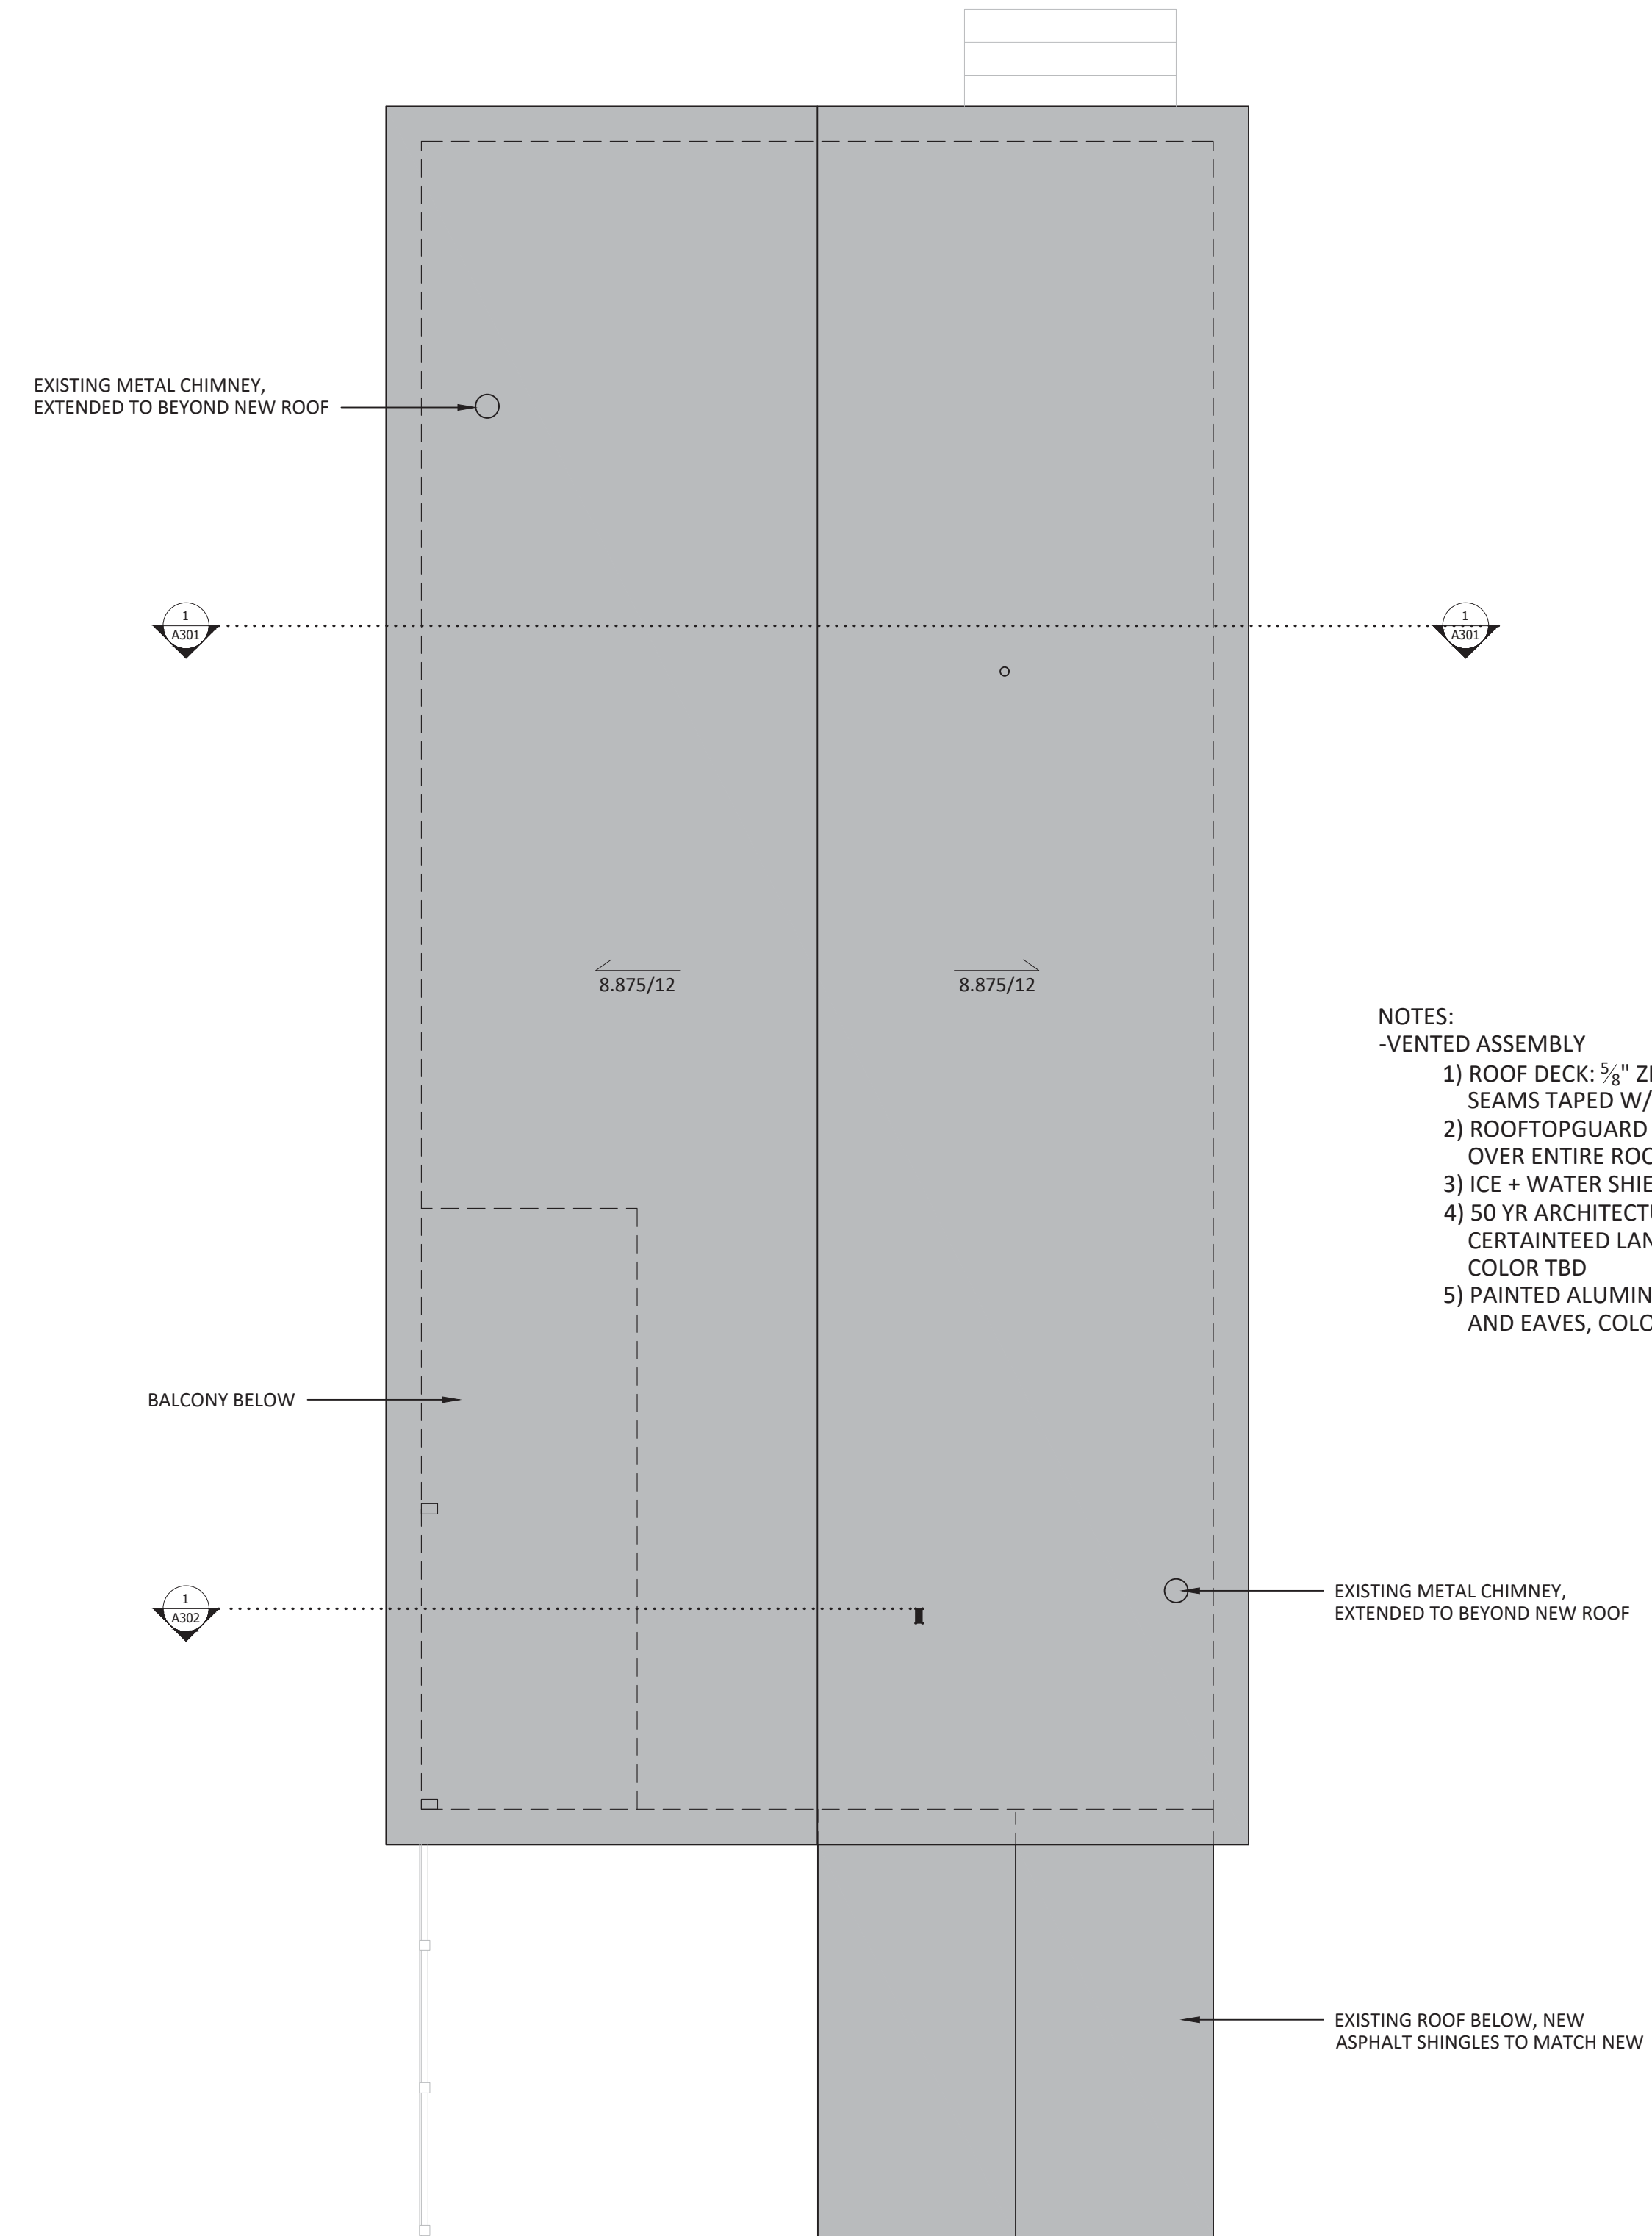 EXISTING METAL CHIMNEY,
EXTENDED TO BEYOND NEW ROOF
1
A301
1
A301
8.875/12
8.875/12
NOTES:
-VENTED ASSEMBLY
1) ROOF DECK: ⅝"
SEAMS TAPED W/
2) ROOFTOPGUARD
OVER ENTIRE
3) ICE + WATER
4) 50 YR
CERTAINTEED
COLOR TBD
5) PAINTED
AND EAVES,
BALCONY BELOW
EXISTING METAL CHIMNEY,
EXTENDED TO BEYOND NEW ROOF
1
A302
EXISTING ROOF BELOW, NEW
ASPHALT SHINGLES TO MATCH NEW